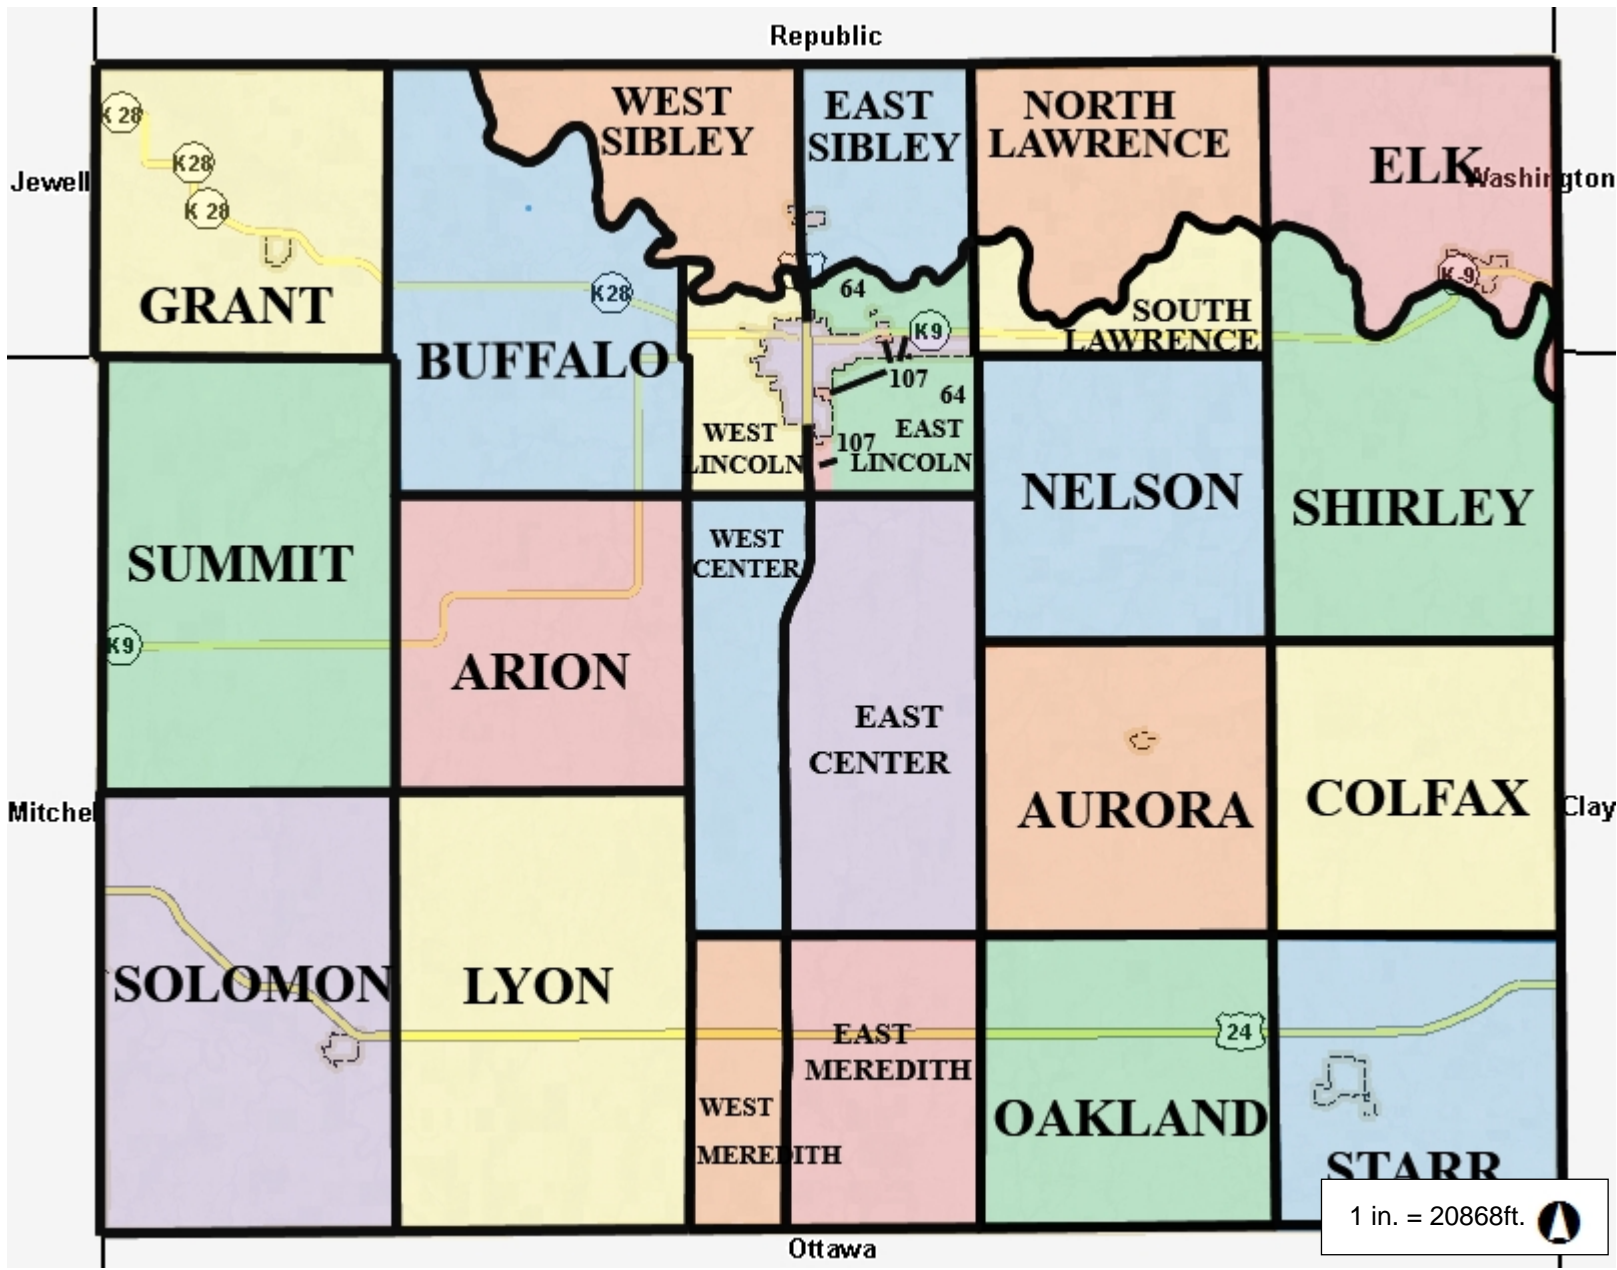 Republic
WEST
SIBLEY
EAST
SIBLEY
NORTH
LAWRENCE
ELK
K 28
K28
K 28
Jewell
Washington
GRANT
K28
64
K-9
SOUTH
LAWRENCE
K9
BUFFALO
107
64
WEST
LINCOLN
107
EAST
LINCOLN
NELSON
SHIRLEY
SUMMIT
WEST
CENTER
K9
ARION
EAST
CENTER
AURORA
COLFAX
Mitchel
Clay
SOLOMON
LYON
EAST
MEREDITH
24
WEST
MEREDITH
OAKLAND
STARR
1 in. = 20868ft.
Ottawa